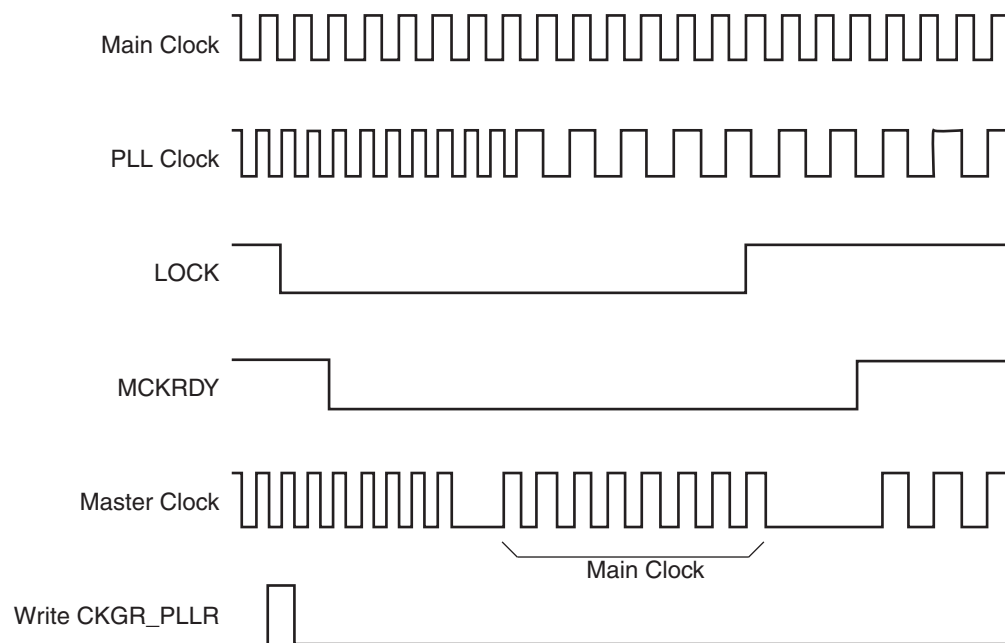 Main Clock
PLL Clock
LOCK
MCKRDY
Master Clock
Main Clock
Write CKGR_PLLR